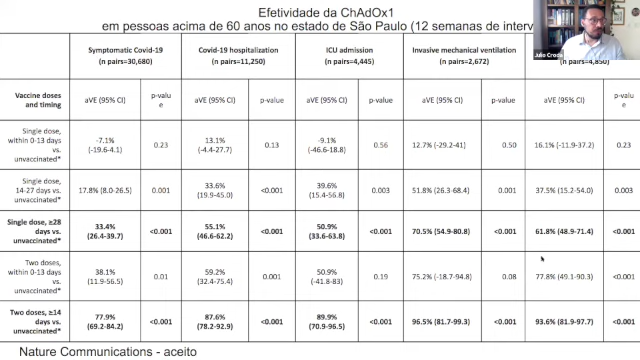 Efetividade da ChAdOx1
em pessoas acima de 60 anos no estado de São Paulo (12 semanas de interv
Julio Croda
Symptomatic Covid-19 (n pairs=30,680)
Covid-19 hospitalization (n pairs=11,250)
ICU admission (n pairs=4,445)
Invasive mechanical ventilation (n pairs=2,672)
(n pairs=4,850)
Vaccine doses and timing aVE (95% CI) p-value aVE (95% CI) p-value aVE (95% CI) p-value aVE (95% CI) p-value aVE (95% CI) p-value
Single dose, within 0-13 days vs. unvaccinated* -7.1% (-19.6-4.1) 0.23 13.1% (-4.4-27.7) 0.13 -9.1% (-46.6-18.8) 0.56 12.7% (-29.2-41) 0.50 16.1% (-11.9-37.2) 0.23
Single dose, 14-27 days vs. unvaccinated* 17.8% (8.0-26.5) 0.001 33.6% (19.9-45.0) <0.001 39.6% (15.4-56.8) 0.003 51.8% (26.3-68.4) 0.001 37.5% (15.2-54.0) 0.003
Single dose, ≥28 days vs. unvaccinated* 33.4% (26.4-39.7) <0.001 55.1% (46.6-62.2) <0.001 50.9% (33.6-63.8) <0.001 70.5% (54.9-80.8) <0.001 61.8% (48.9-71.4) <0.001
Two doses, within 0-13 days vs. unvaccinated* 38.1% (11.9-56.5) 0.01 59.2% (32.4-75.4) 0.001 50.9% (-41.8-83) 0.19 75.2% (-18.7-94.8) 0.08 77.8% (49.1-90.3) <0.001
Two doses, ≥14 days vs. unvaccinated* 77.9% (69.2-84.2) <0.001 87.6% (78.2-92.9) <0.001 89.9% (70.9-96.5) <0.001 96.5% (81.7-99.3) <0.001 93.6% (81.9-97.7) <0.001
Nature Communications - aceito